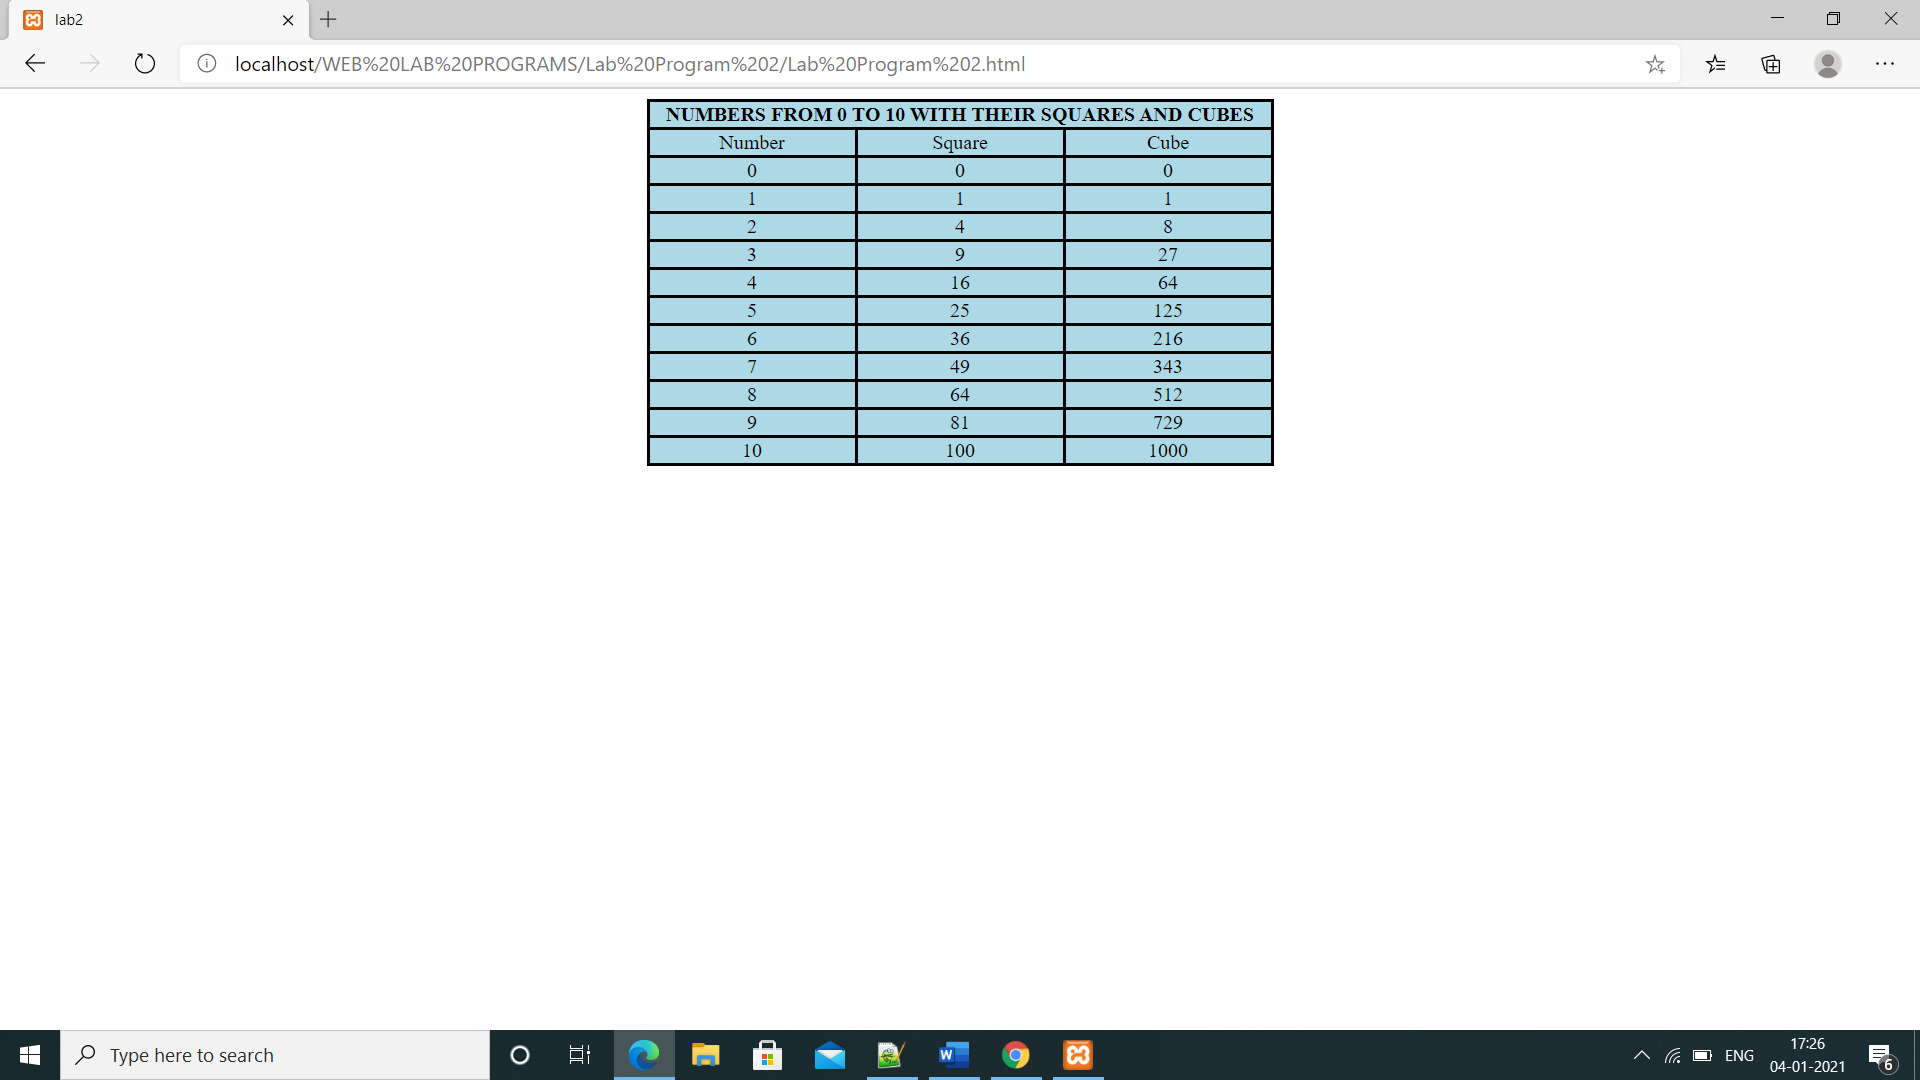 lab2
localhost/WEB%20LAB%20PROGRAMS/Lab%20Program%202/Lab%20Program%202.html
NUMBERS FROM 0 TO 10 WITH THEIR SQUARES AND CUBES
Number Square Cube
0 0 0
1 1 1
2 4 8
3 9 27
4 16 64
5 25 125
6 36 216
7 49 343
8 64 512
9 81 729
10 100 1000
Type here to search
W
ENG
17:26
04-01-2021
6